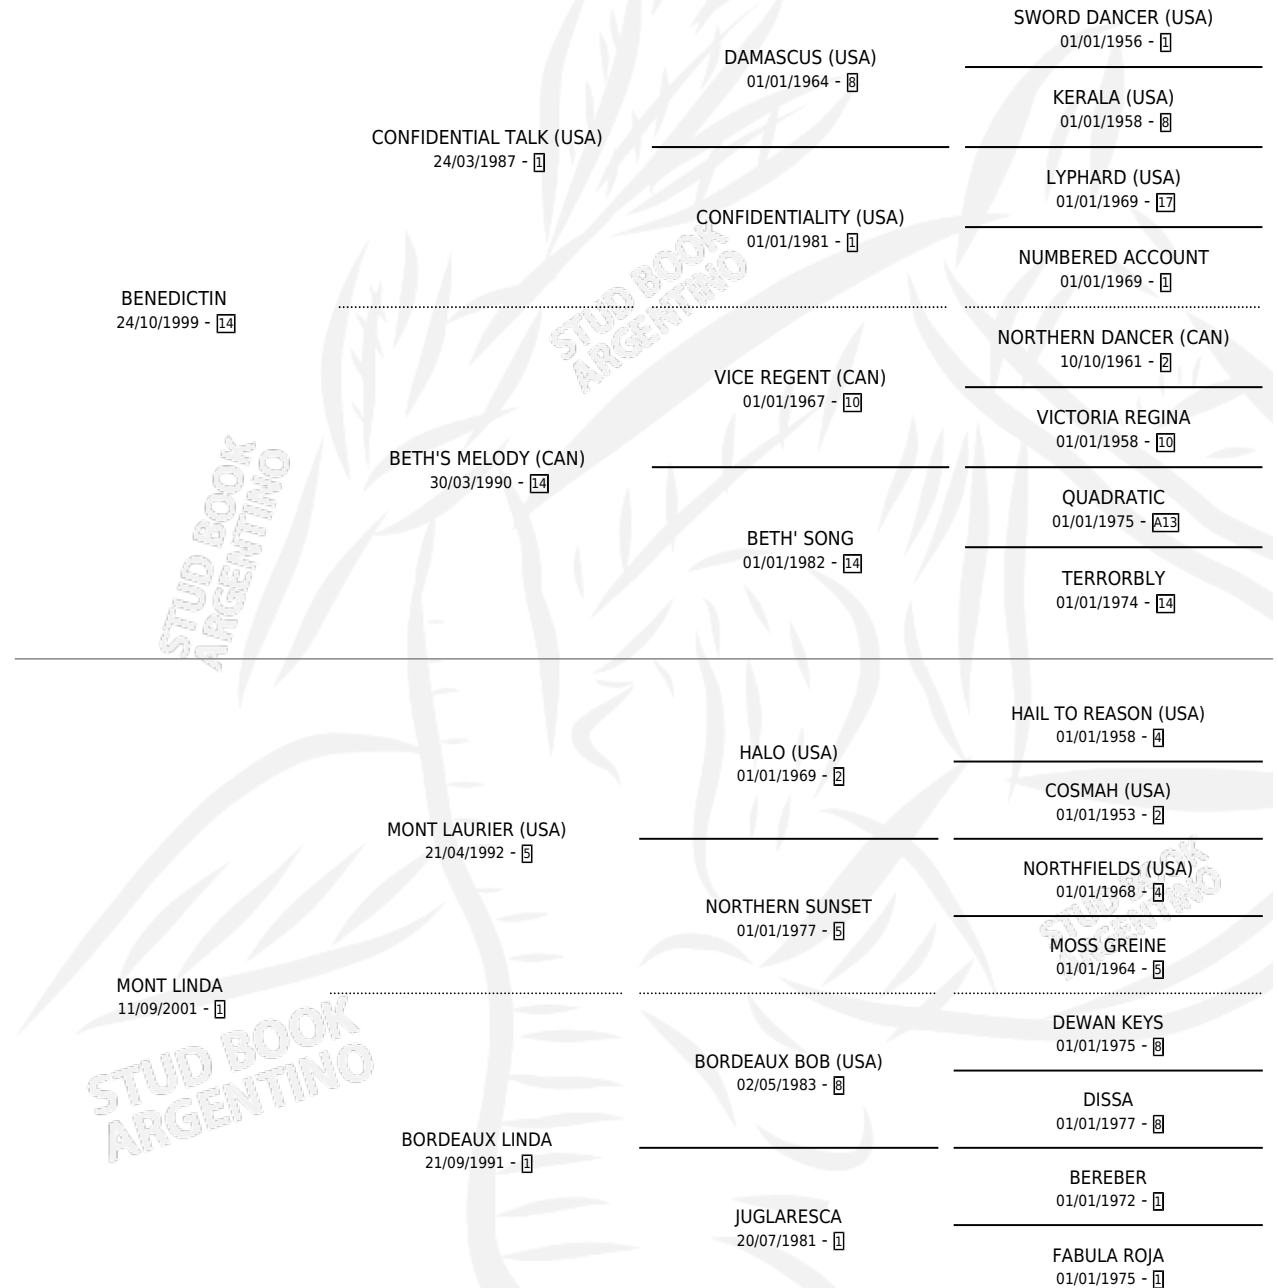 SWORD DANCER (USA)
01/01/1956 - 1
DAMASCUS (USA)
01/01/1964 - 8
KERALA (USA)
01/01/1958 - 8
CONFIDENTIAL TALK (USA)
24/03/1987 - 1
LYPHARD (USA)
01/01/1969 - 17
CONFIDENTIALITY (USA)
01/01/1981 - 1
NUMBERED ACCOUNT
01/01/1969 - 1
BENEDICTIN
24/10/1999 - 14
NORTHERN DANCER (CAN)
10/10/1961 - 2
VICE REGENT (CAN)
01/01/1967 - 10
VICTORIA REGINA
01/01/1958 - 10
BETH'S MELODY (CAN)
30/03/1990 - 14
QUADRATIC
01/01/1975 - A13
BETH' SONG
01/01/1982 - 14
TERRORBLY
01/01/1974 - 14
HAIL TO REASON (USA)
01/01/1958 - 4
HALO (USA)
01/01/1969 - 2
COSMAH (USA)
01/01/1953 - 2
MONT LAURIER (USA)
21/04/1992 - 5
NORTHFIELDS (USA)
01/01/1968 - 4
NORTHERN SUNSET
01/01/1977 - 5
MOSS GREINE
01/01/1964 - 5
MONT LINDA
11/09/2001 - 1
DEWAN KEYS
01/01/1975 - 8
BORDEAUX BOB (USA)
02/05/1983 - 8
DISSA
01/01/1977 - 8
BORDEAUX LINDA
21/09/1991 - 1
BEREBER
01/01/1972 - 1
JUGLARESCA
20/07/1981 - 1
FABULA ROJA
01/01/1975 - 1
STUD BOOK
ARGENTINO
STUD BOOK
ARGENTINO
STUD BOOK
ARGENTINO
STUD BOOK
ARGENTINO